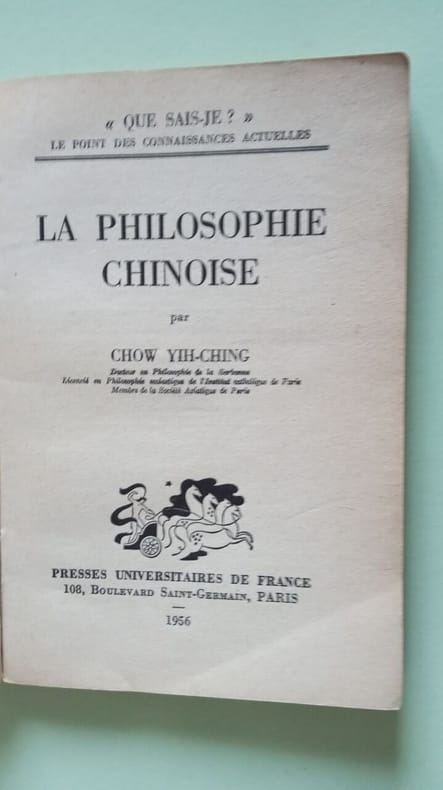 « QUE SAIS-JE ? »
LE POINT DES CONNAISSANCES ACTUELLES
LA PHILOSOPHIE
CHINOISE
par
CHOW YIH-CHING
Docteur en Philosophie de la Sorbonne
Licencié en Philosophie scolastique de l'Institut catholique de Paris
Membre de la Société Asiatique de Paris
PRESSES UNIVERSITAIRES DE FRANCE
108, BOULEVARD SAINT-GERMAIN, PARIS
—
1956